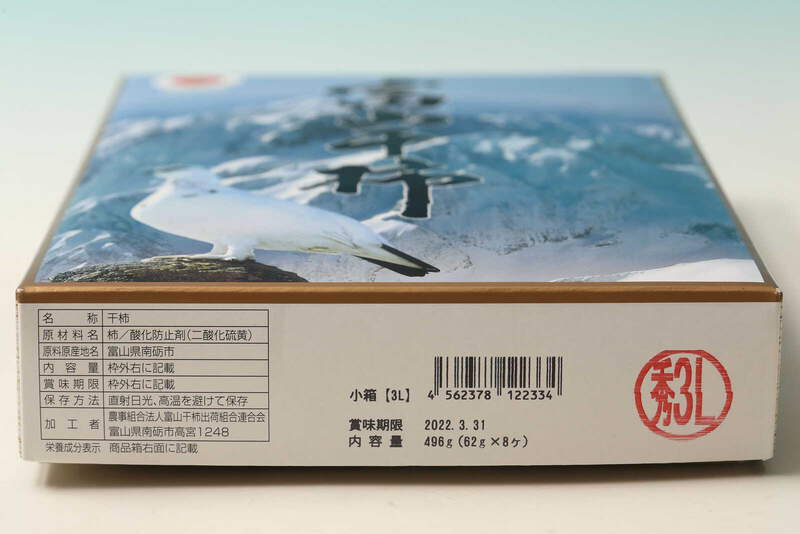 干柿
名称 干柿
原材料名 柿／酸化防止剤(二酸化硫黄)
原料原産地名 富山県南砺市
内容量 枠外右に記載
賞味期限 枠外右に記載
保存方法 直射日光、高温を避けて保存
加工者 農事組合法人富山干柿出荷組合連合会
富山県南砺市高宮1248
栄養成分表示 商品箱右面に記載
小箱【3L】 4 562378 122334
賞味期限 2022.3.31
内容量 496g(62g×8ケ)
秀3L